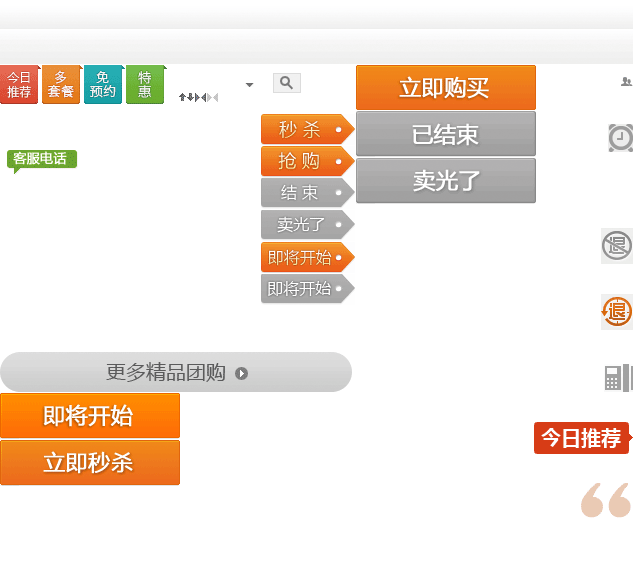 今日
推荐
多
套餐
免
预约
特
惠
立即购买
已结束
卖光了
秒 杀
抢 购
结 束
卖光了
即将开始
即将开始
客服电话
退
退
更多精品团购
即将开始
立即秒杀
今日推荐